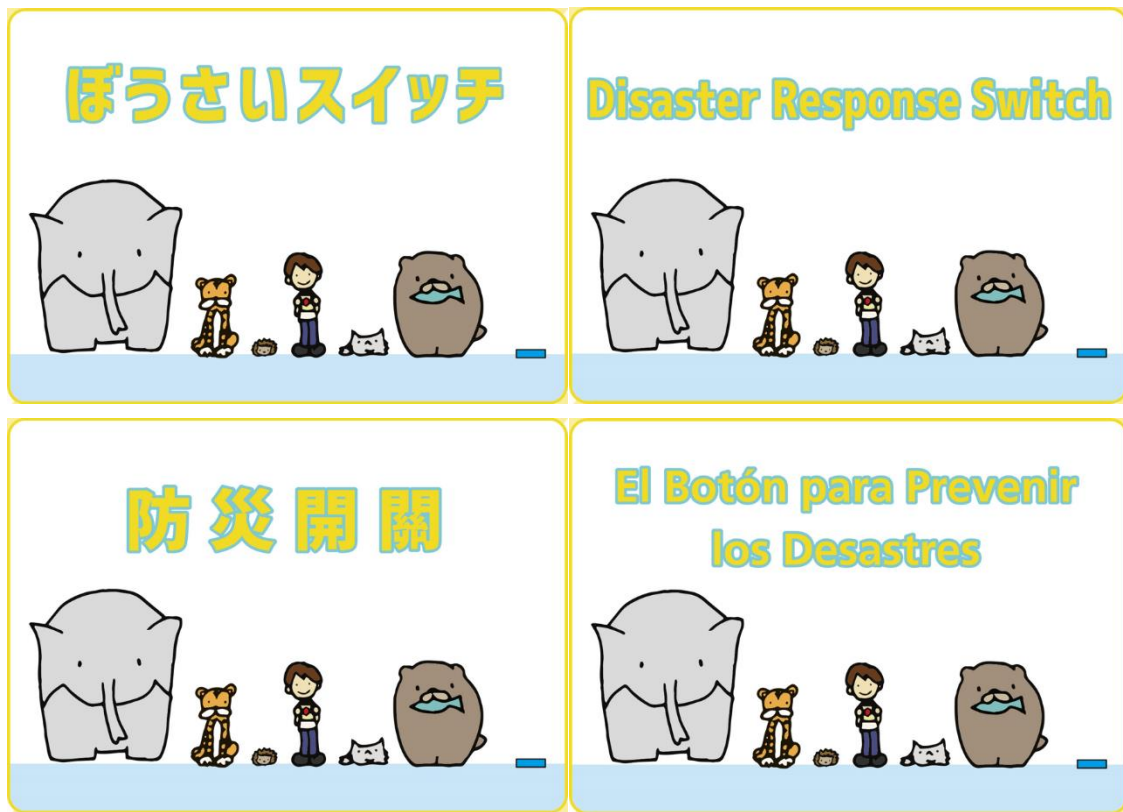 ぼうさいスイッチ
Disaster Response Switch
防災開關
El Botón para Prevenir
los Desastres